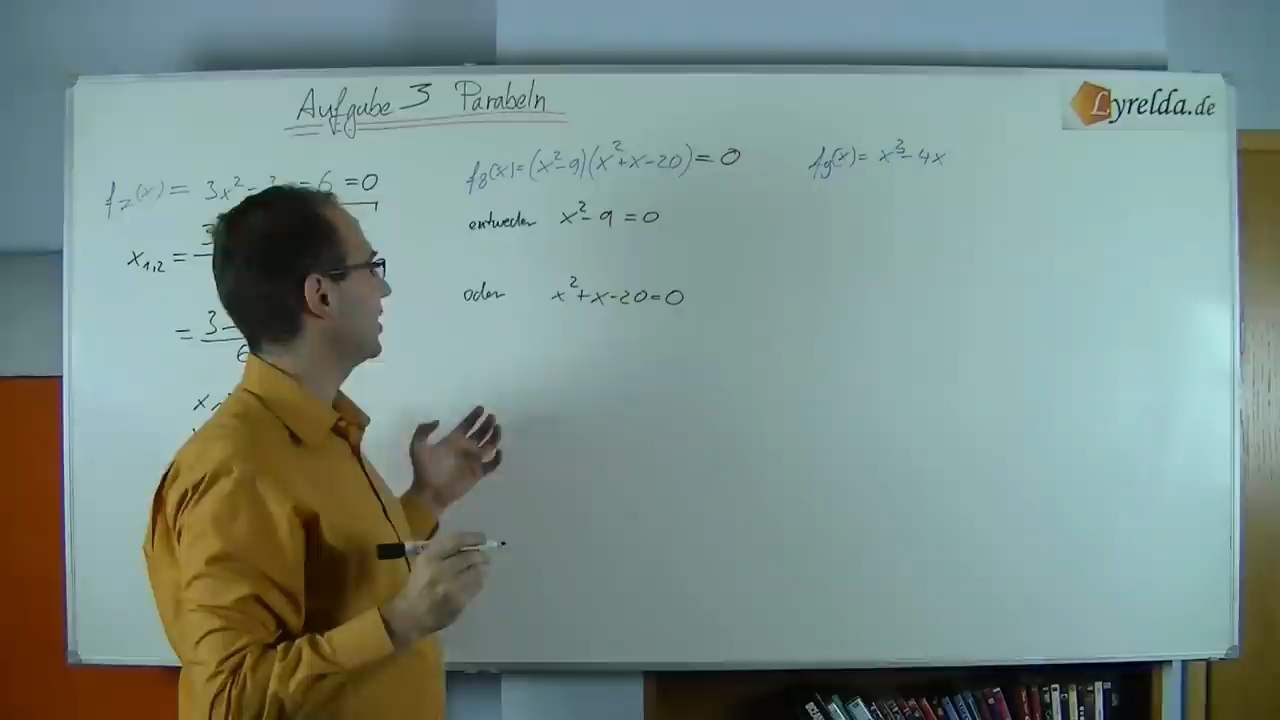 Aufgabe 3 Parabeln
Lyrelda.de
f7(x) = 3x² - 6 = 0
x1,2 = 3
= 3 -
6
f8(x) = (x²-9)(x²+x-20) = 0
entweder x² - 9 = 0
oder x² + x - 20 = 0
f9(x) = x³ - 4x